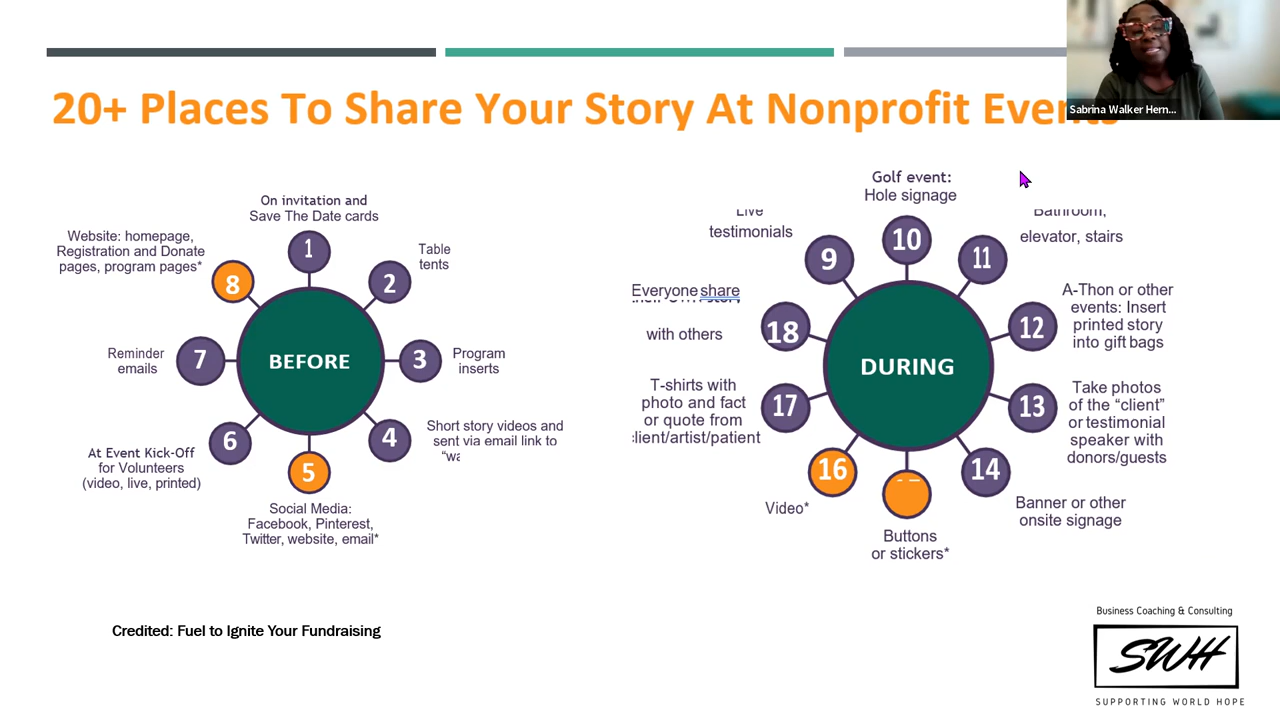 20+ Places To Share Your Story At Nonprofit Events
Sabrina Walker Hern...
On invitation and
Save The Date cards
1
Table
tents
2
Program
inserts
3
Short story videos and
sent via email link to
4
Social Media:
Facebook, Pinterest,
Twitter, website, email*
5
At Event Kick-Off
for Volunteers
(video, live, printed)
6
Reminder
emails
7
Website: homepage,
Registration and Donate
pages, program pages*
8
BEFORE
Live
testimonials
9
Golf event:
Hole signage
10
Bathroom,
elevator, stairs
11
A-Thon or other
events: Insert
printed story
into gift bags
12
Take photos
of the “client”
or testimonial
speaker with
donors/guests
13
Banner or other
onsite signage
14
Buttons
or stickers*
Video*
16
T-shirts with
photo and fact
or quote from
client/artist/patient
17
Everyone share
their own story
with others
18
DURING
Credited: Fuel to Ignite Your Fundraising
Business Coaching & Consulting
SWH
SUPPORTING WORLD HOPE